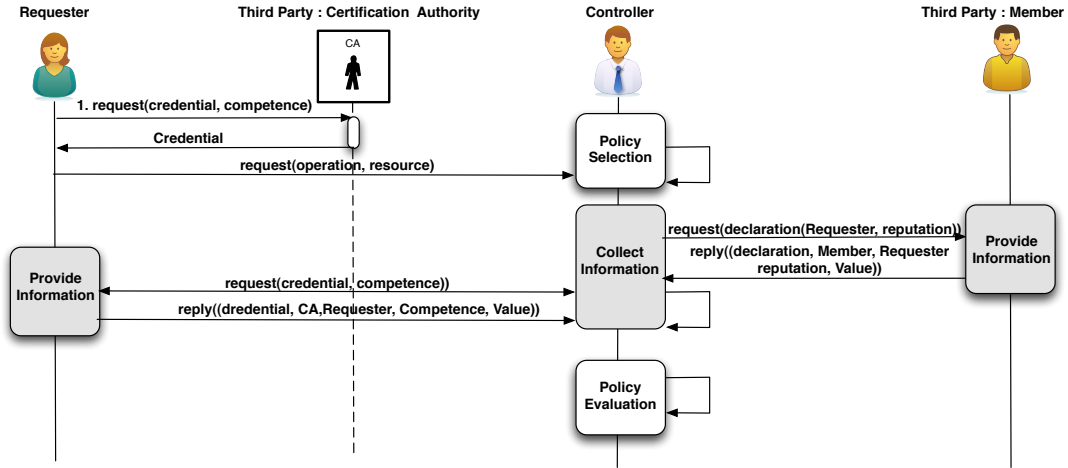 Requester
Third Party : Certification Authority
Controller
Third Party : Member
CA
1. request(credential, competence)
Credential
request(operation, resource)
Policy
Selection
request(declaration(Requester, reputation))
reply((declaration, Member, Requester
reputation, Value))
Collect
Information
Provide
Information
Provide
Information
request(credential, competence))
reply((dredential, CA,Requester, Competence, Value))
Policy
Evaluation